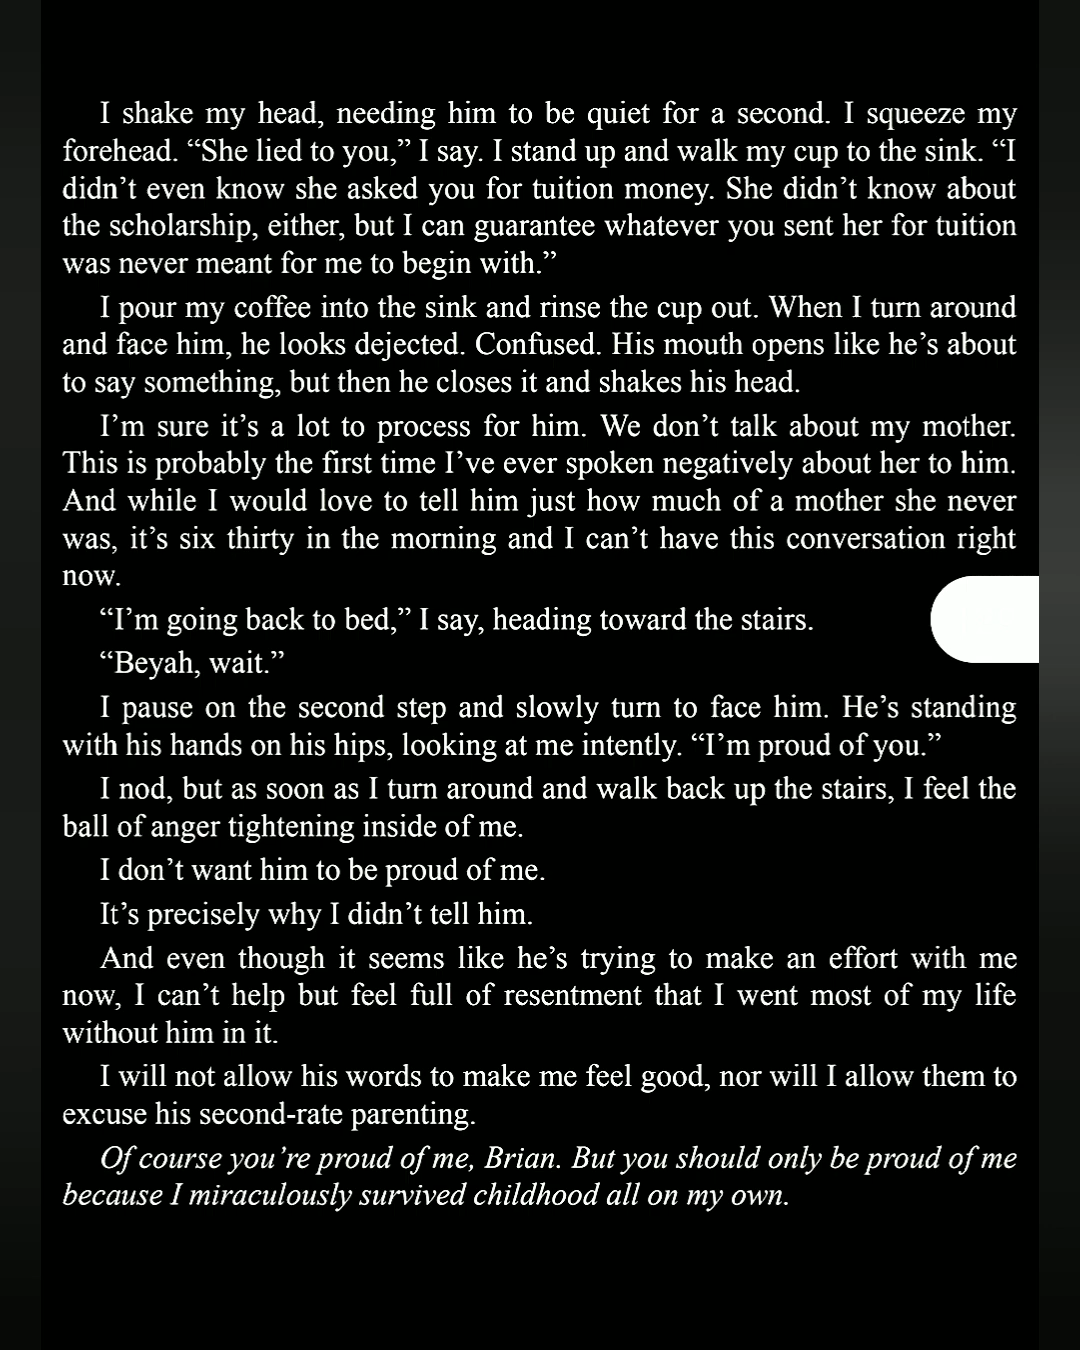 I shake my head, needing him to be quiet for a second. I squeeze my
forehead. “She lied to you,” I say. I stand up and walk my cup to the sink. “I
didn’t even know she asked you for tuition money. She didn’t know about
the scholarship, either, but I can guarantee whatever you sent her for tuition
was never meant for me to begin with.”
I pour my coffee into the sink and rinse the cup out. When I turn around
and face him, he looks dejected. Confused. His mouth opens like he’s about
to say something, but then he closes it and shakes his head.
I’m sure it’s a lot to process for him. We don’t talk about my mother.
This is probably the first time I’ve ever spoken negatively about her to him.
And while I would love to tell him just how much of a mother she never
was, it’s six thirty in the morning and I can’t have this conversation right
now.
“I’m going back to bed,” I say, heading toward the stairs.
“Beyah, wait.”
I pause on the second step and slowly turn to face him. He’s standing
with his hands on his hips, looking at me intently. “I’m proud of you.”
I nod, but as soon as I turn around and walk back up the stairs, I feel the
ball of anger tightening inside of me.
I don’t want him to be proud of me.
It’s precisely why I didn’t tell him.
And even though it seems like he’s trying to make an effort with me
now, I can’t help but feel full of resentment that I went most of my life
without him in it.
I will not allow his words to make me feel good, nor will I allow them to
excuse his second-rate parenting.
Of course you’re proud of me, Brian. But you should only be proud of me
because I miraculously survived childhood all on my own.